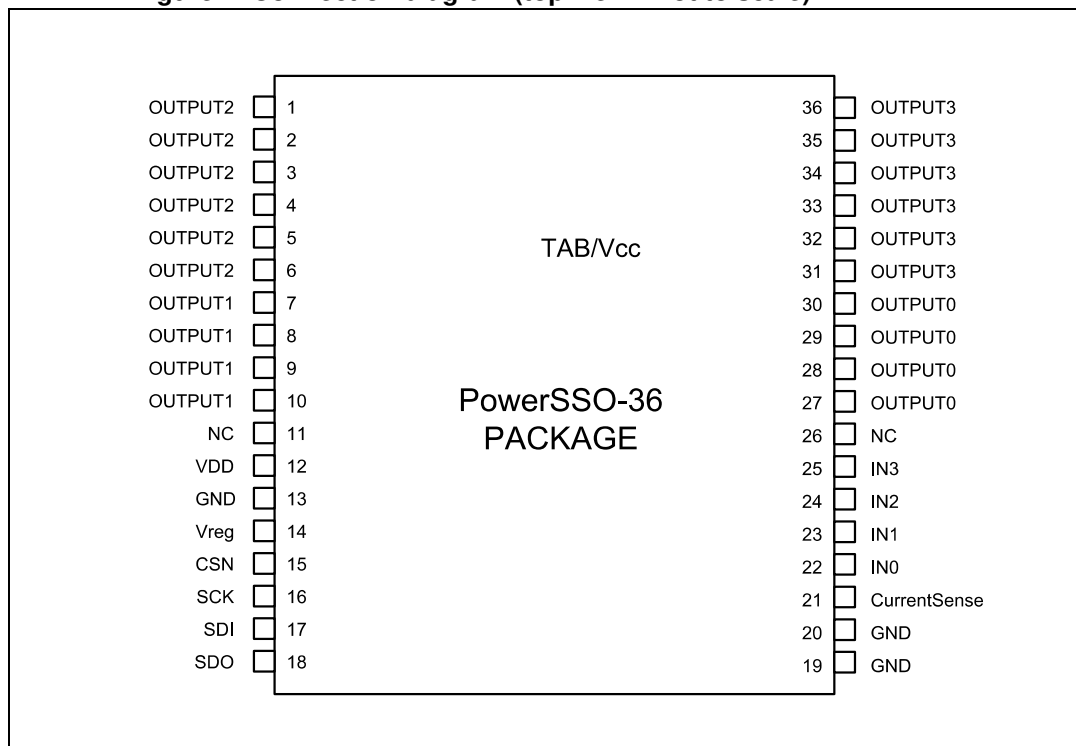 OUTPUT2 1
OUTPUT2 2
OUTPUT2 3
OUTPUT2 4
OUTPUT2 5
OUTPUT2 6
OUTPUT1 7
OUTPUT1 8
OUTPUT1 9
OUTPUT1 10
NC 11
VDD 12
GND 13
Vreg 14
CSN 15
SCK 16
SDI 17
SDO 18
TAB/Vcc
PowerSSO-36
PACKAGE
36 OUTPUT3
35 OUTPUT3
34 OUTPUT3
33 OUTPUT3
32 OUTPUT3
31 OUTPUT3
30 OUTPUT0
29 OUTPUT0
28 OUTPUT0
27 OUTPUT0
26 NC
25 IN3
24 IN2
23 IN1
22 IN0
21 CurrentSense
20 GND
19 GND